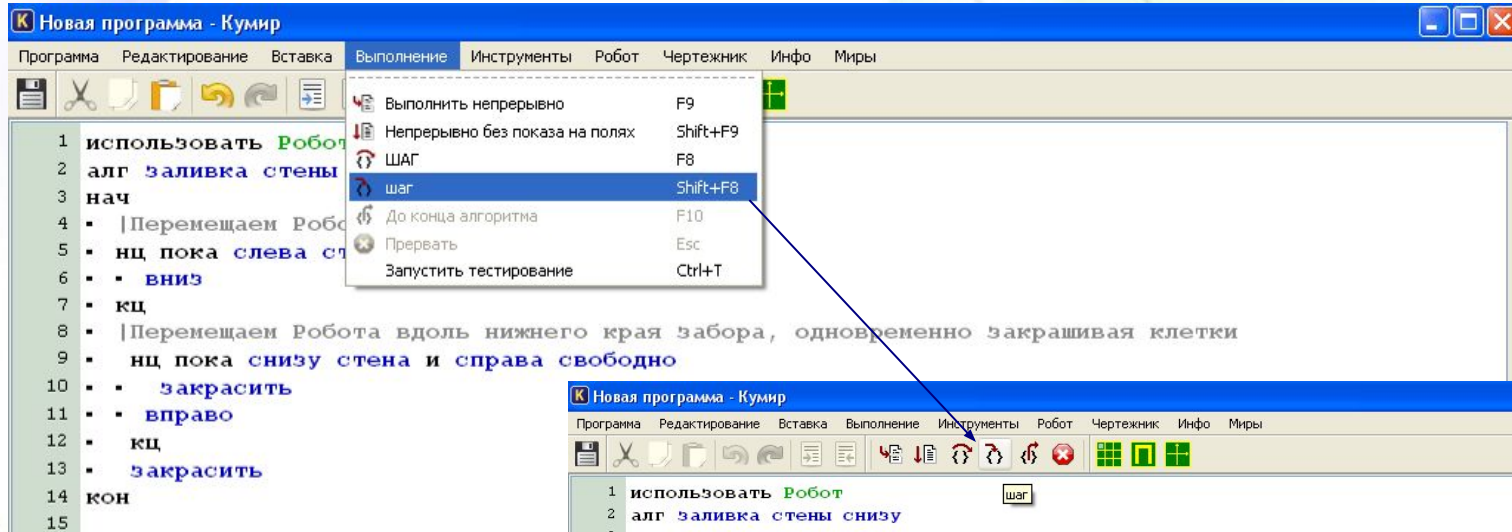 Новая программа - Кумир
Программа Редактирование Вставка Выполнение Инструменты Робот Чертежник Инфо Миры
Выполнить непрерывно F9
Непрерывно без показа на полях Shift+F9
ШАГ F8
шаг Shift+F8
До конца алгоритма F10
Прервать Esc
Запустить тестирование Ctrl+T
1 использовать Робот
2 алг заливка стены
3 нач
4 |Перемещаем
5 нц пока слева
6 вниз
7 кц
8 |Перемещаем Робота вдоль нижнего края забора, одновременно закрашивая клетки
9 нц пока снизу стена и справа свободно
10 закрасить
11 вправо
12 кц
13 закрасить
14 кон
15
Новая программа - Кумир
Программа Редактирование Вставка Выполнение Инструменты Робот Чертежник Инфо Миры
1 использовать Робот
шаг
2 алг заливка стены снизу